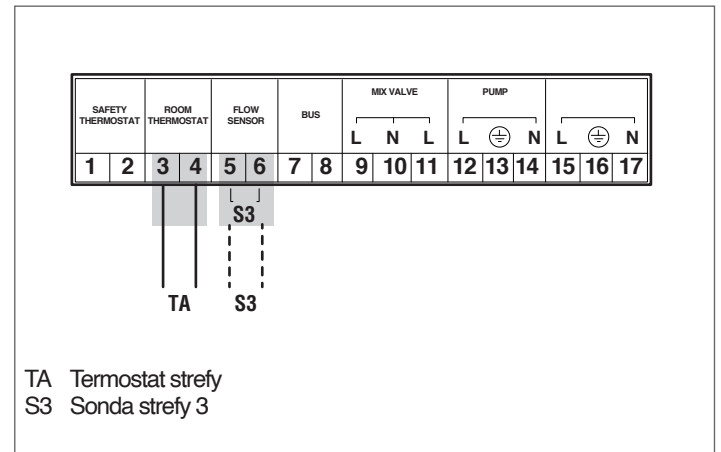 SAFETY THERMOSTAT ROOM THERMOSTAT FLOW SENSOR BUS MIX VALVE PUMP
L N L L N L N
1 2 3 4 5 6 7 8 9 10 11 12 13 14 15 16 17
S3
TA S3
TA Termostat strefy
S3 Sonda strefy 3